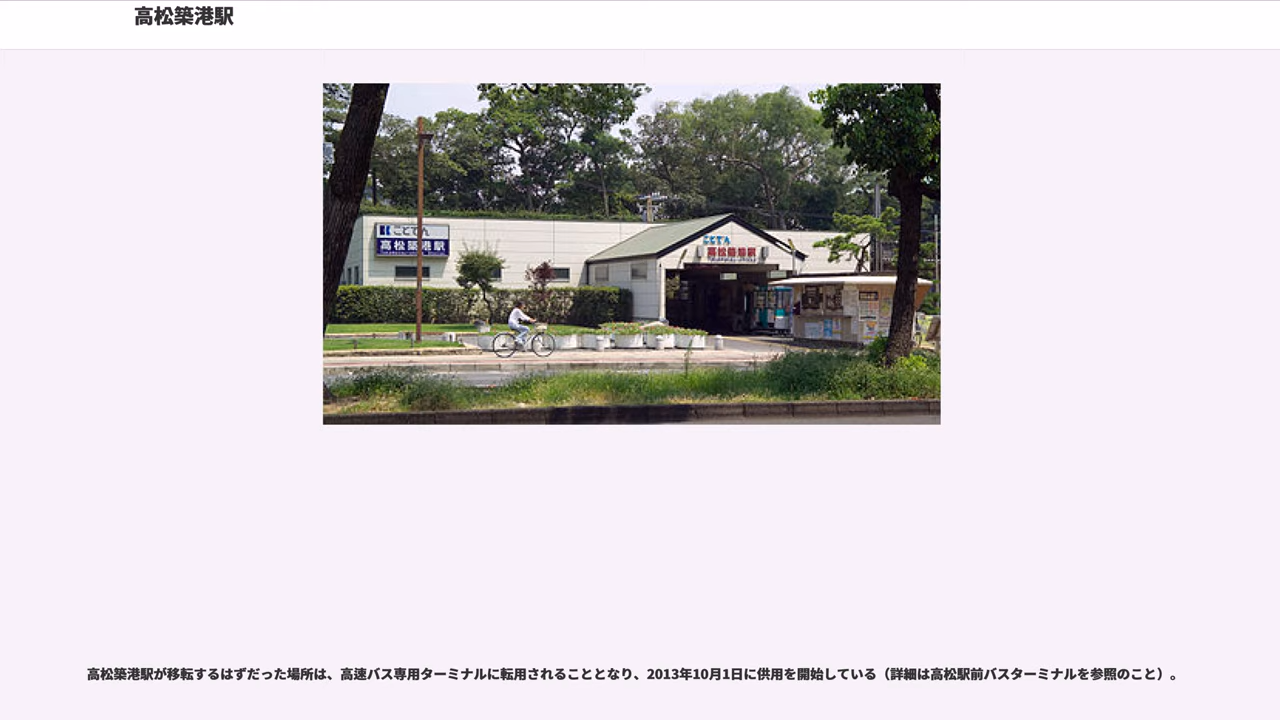 高松築港駅
ことでん
高松築港駅
ことでん
高松築港駅
高松築港駅が移転するはずだった場所は、高速バス専用ターミナルに転用されることとなり、2013年10月1日に供用を開始している（詳細は高松駅前バスターミナルを参照のこと）。